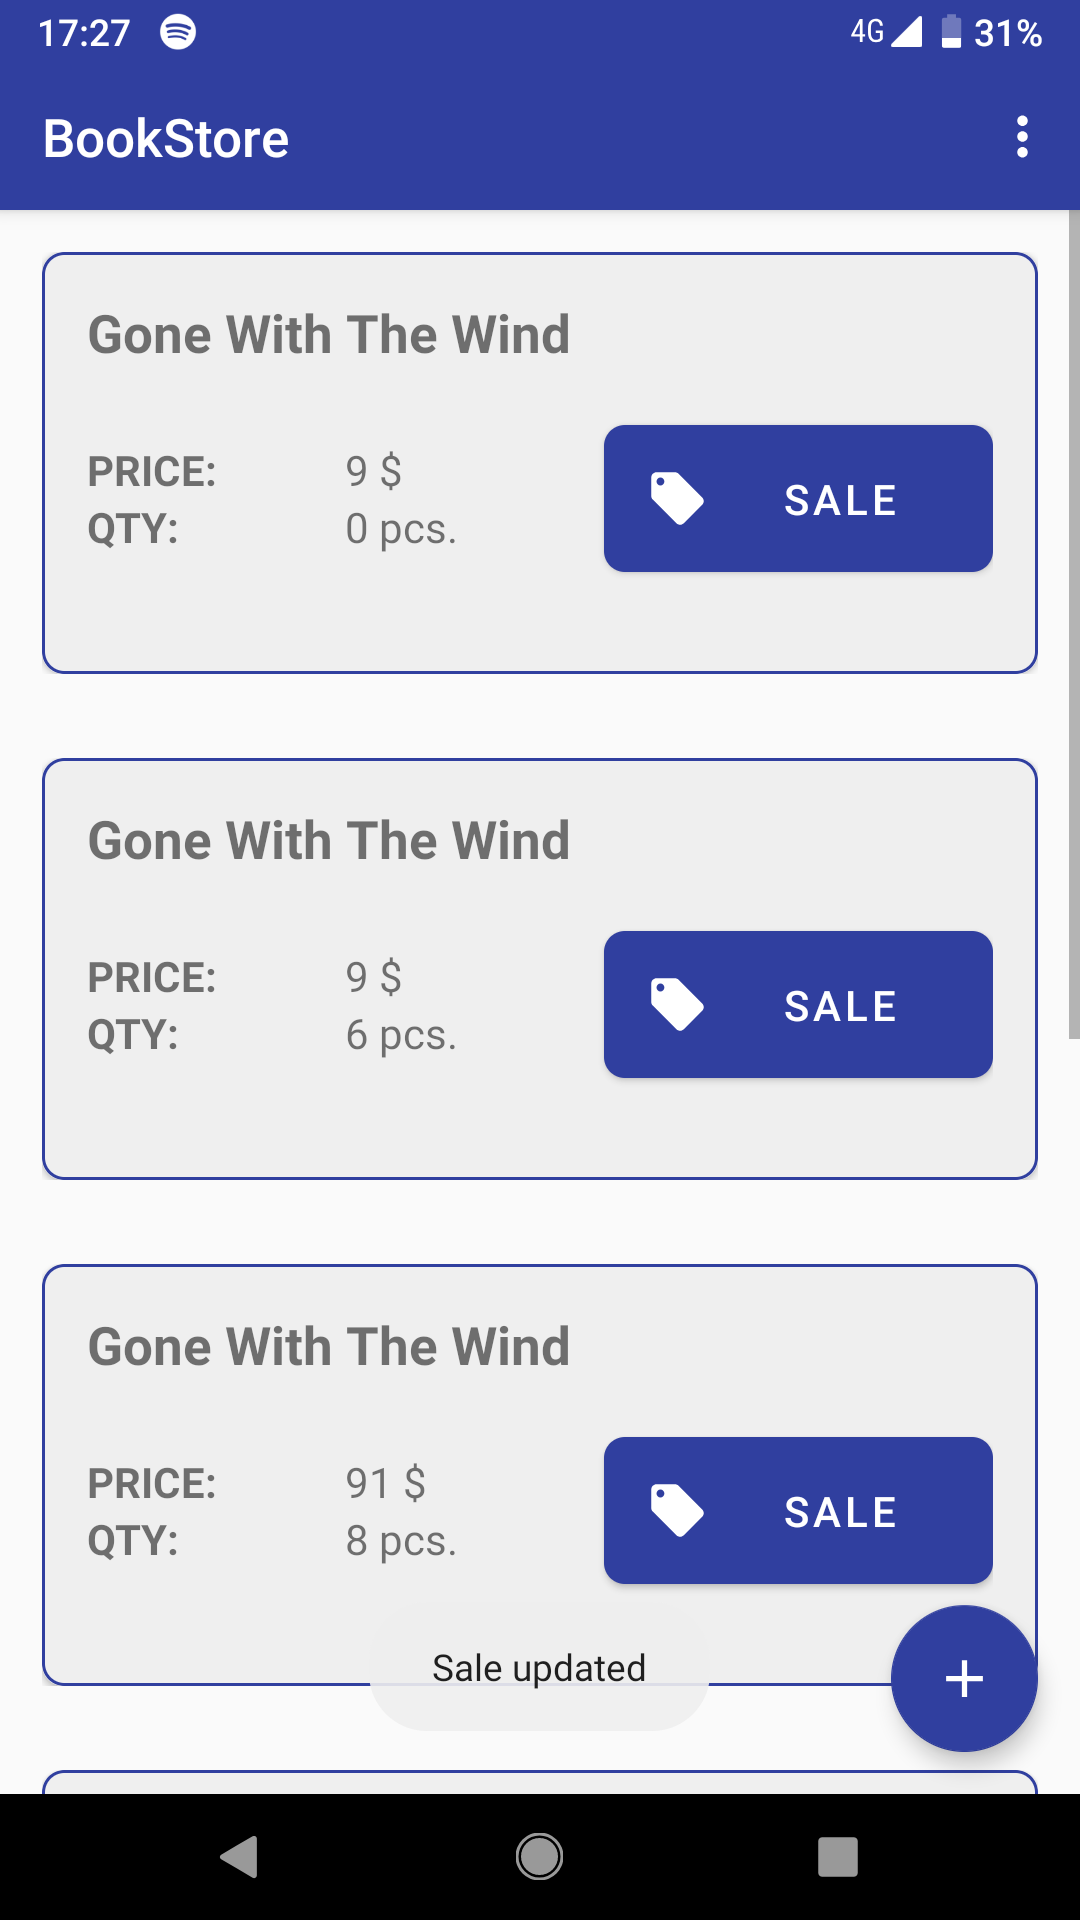 17:27 4G 31%
BookStore
Gone With The Wind
PRICE: 9 $
QTY: 0 pcs.
SALE
Gone With The Wind
PRICE: 9 $
QTY: 6 pcs.
SALE
Gone With The Wind
PRICE: 91 $
QTY: 8 pcs.
SALE
Sale updated